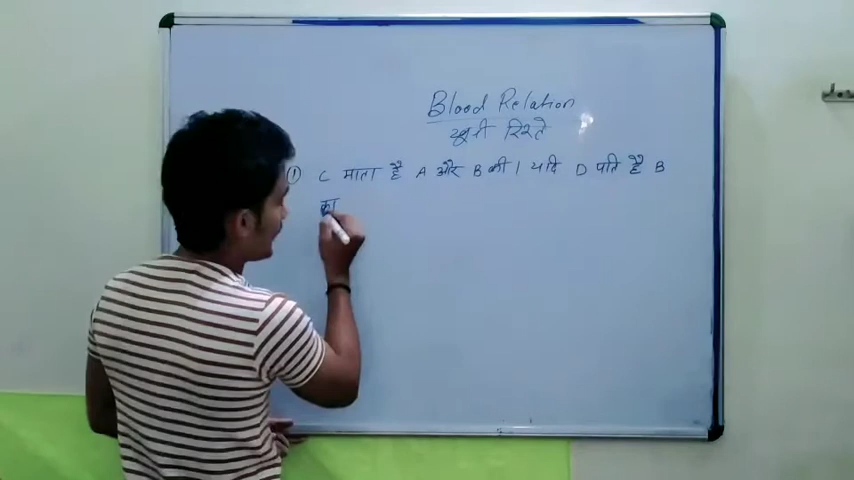 Blood Relation
खूनी रिश्ते
① C माता है A और B की। यदि D पति है B
का